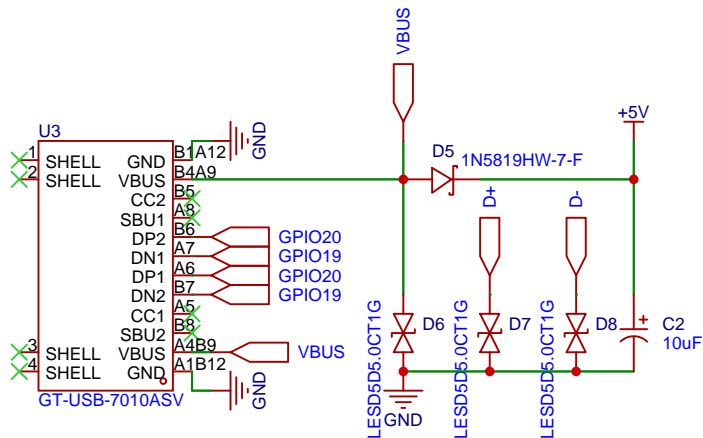 VBUS
+5V
U3
D5
1N5819HW-7-F
1 SHELL GND B1A12 GND
2 SHELL VBUS B4A9
CC2 B5
SBU1 A8
DP2 B6 GPIO20
DN1 A7 GPIO19
DP1 A6 GPIO20
DN2 B7 GPIO19
CC1 A5
SBU2 B8
3 SHELL VBUS A4B9 VBUS
4 SHELL GND A1B12 GND
GT-USB-7010ASV
D+
D-
D6
LESD5D5.0CT1G
D7
LESD5D5.0CT1G
D8
LESD5D5.0CT1G
+
C2
10uF
GND